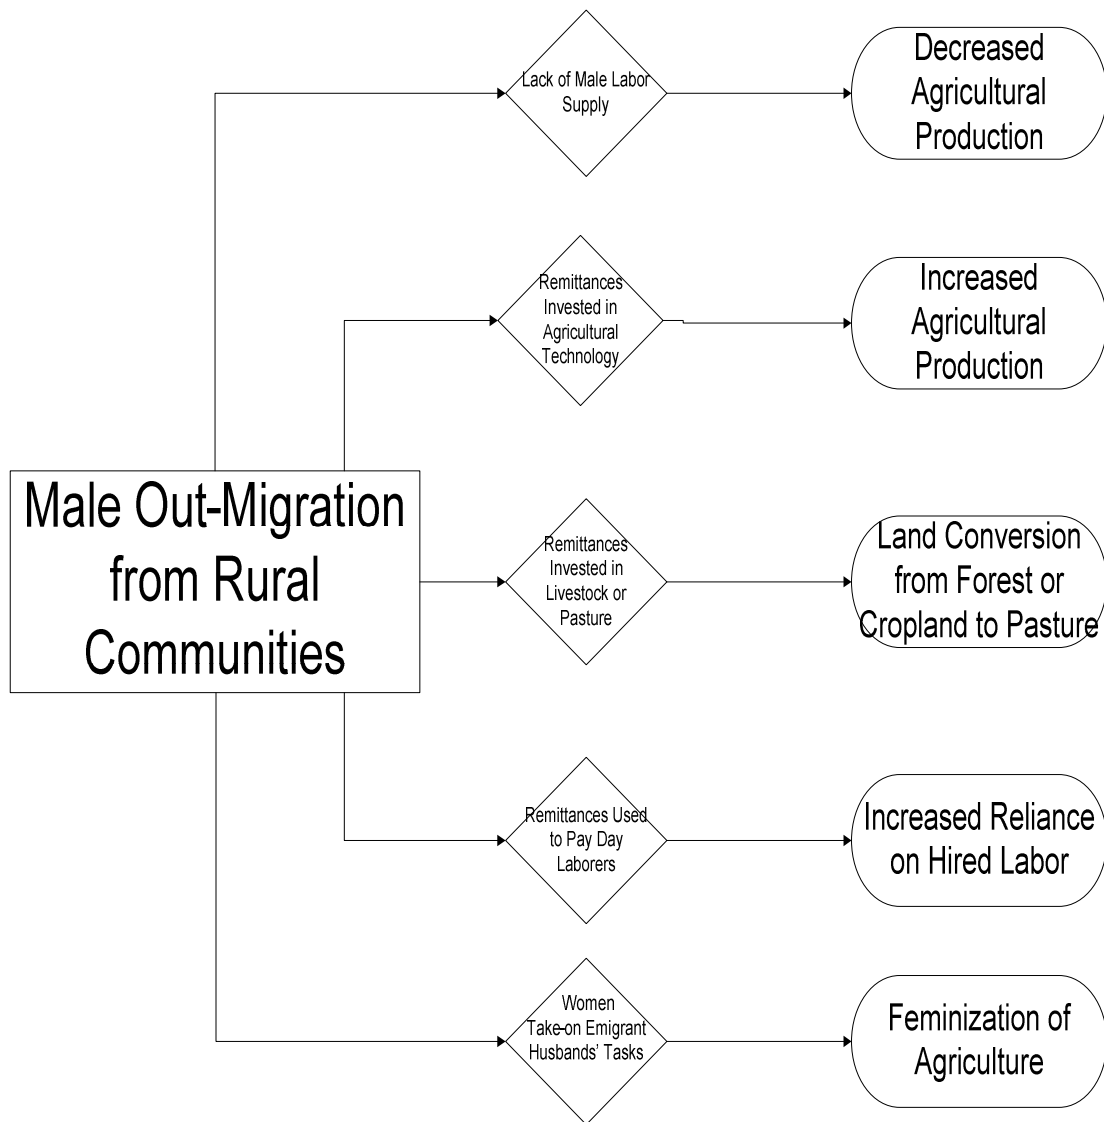 Lack of Male Labor
Supply
Decreased
Agricultural
Production
Remittances
Invested in
Agricultural
Technology
Increased
Agricultural
Production
Male Out-Migration
from Rural
Communities
Remittances
Invested in
Livestock or
Pasture
Land Conversion
from Forest or
Cropland to Pasture
Remittances Used
to Pay Day
Laborers
Increased Reliance
on Hired Labor
Women
Take-on Emigrant
Husbands' Tasks
Feminization of
Agriculture